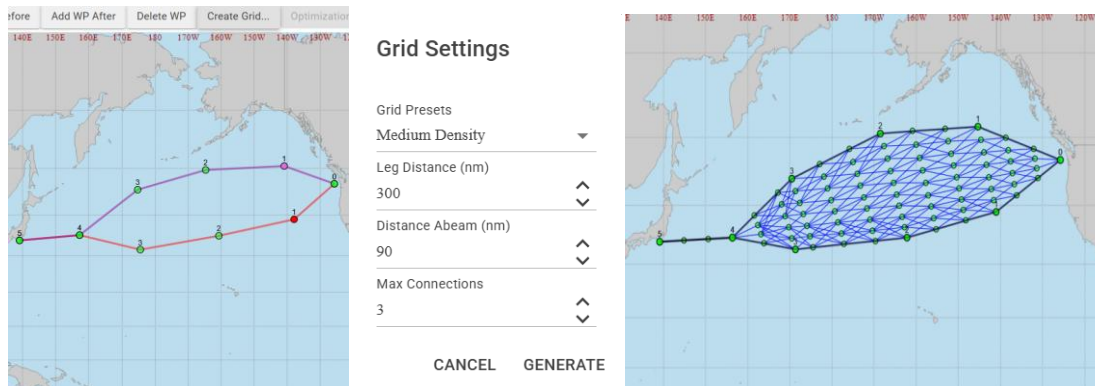 efore Add WP After Delete WP Create Grid... Optimization
140E 150E 160E 170E 180 170W 160W 150W 140W 130W
1
2
0
3
1
5 4
2
3
Grid Settings
Grid Presets
Medium Density
Leg Distance (nm)
300
Distance Abeam (nm)
90
Max Connections
3
CANCEL GENERATE
E 140E 150E 160E 170E 180 170W 160W 150W 140W 130W 120W
1
2
0
3
4
5